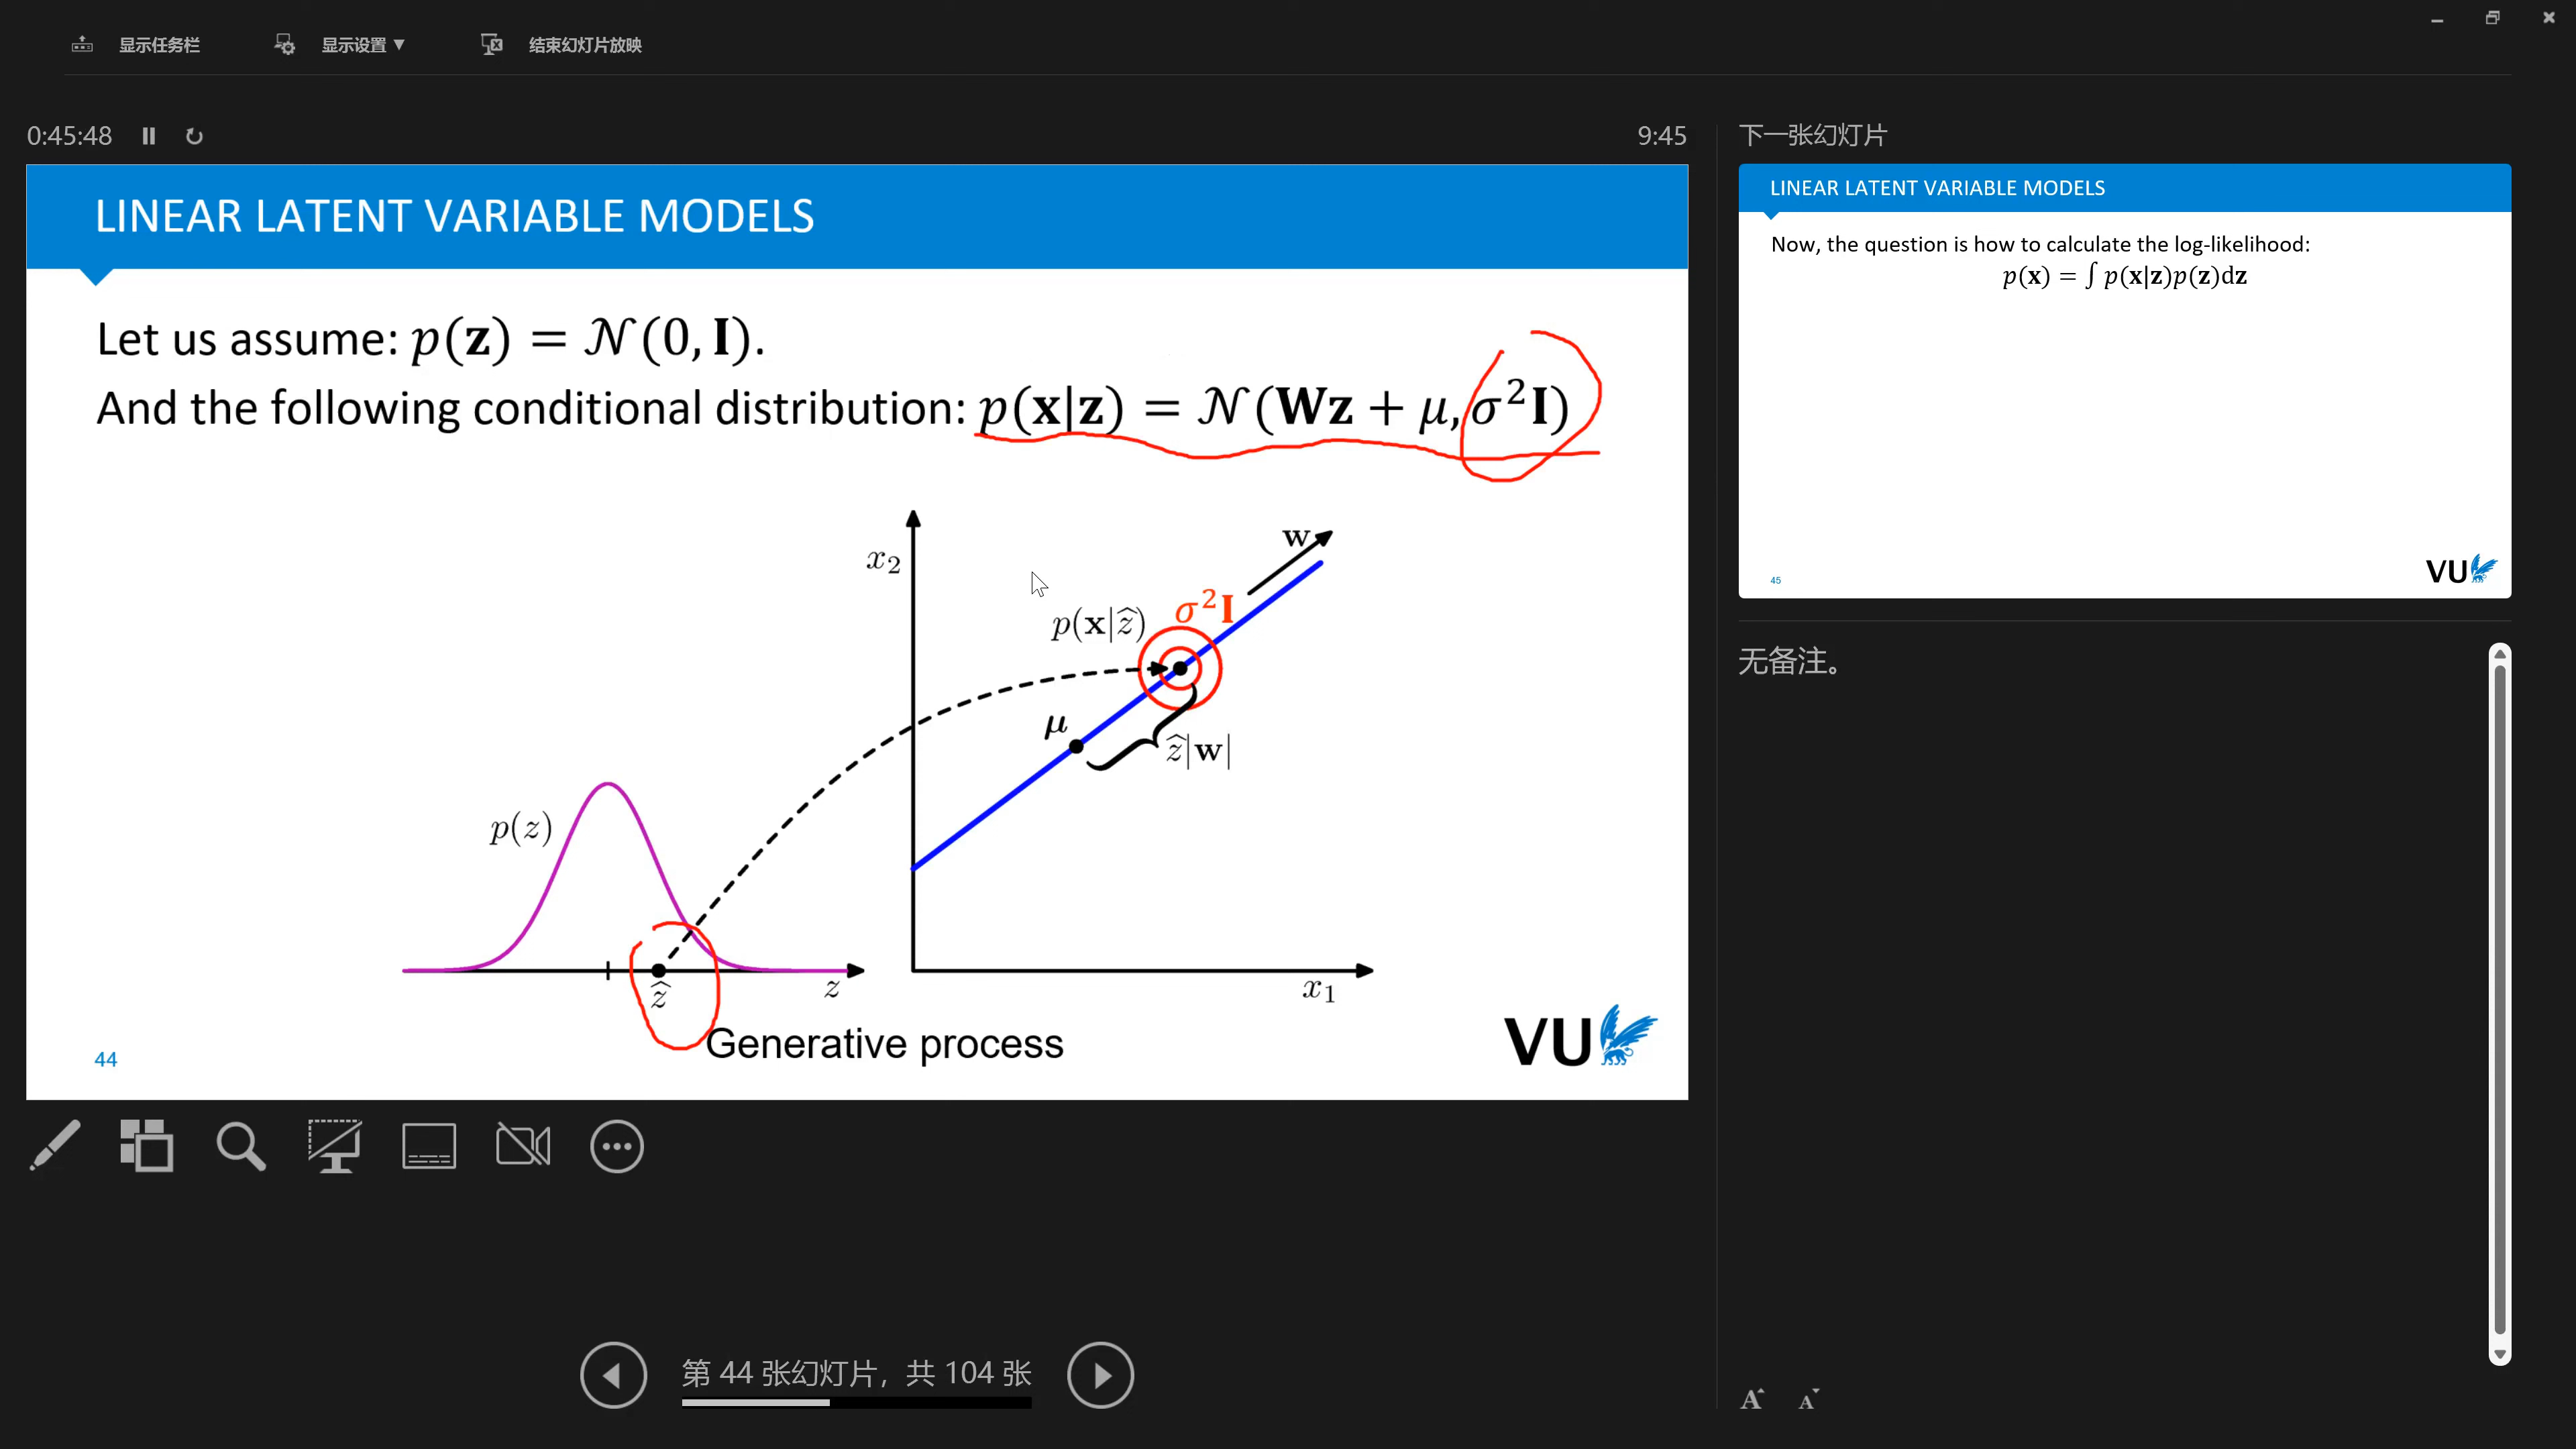 显示任务栏 显示设置 ▼ 结束幻灯片放映
0:45:48 9:45
LINEAR LATENT VARIABLE MODELS
Let us assume: p(𝐳) = 𝒩(0, 𝐈).
And the following conditional distribution: p(𝐱|𝐳) = 𝒩(𝐖𝐳 + μ, σ²𝐈)
x₂
w
σ²𝐈
p(𝐱|ẑ)
μ
ẑ|𝐰|
p(z)
ẑ
z
x₁
Generative process
44
VU
下一张幻灯片
LINEAR LATENT VARIABLE MODELS
Now, the question is how to calculate the log-likelihood:
p(𝐱) = ∫ p(𝐱|𝐳)p(𝐳)d𝐳
45
VU
无备注。
第 44 张幻灯片，共 104 张
A A